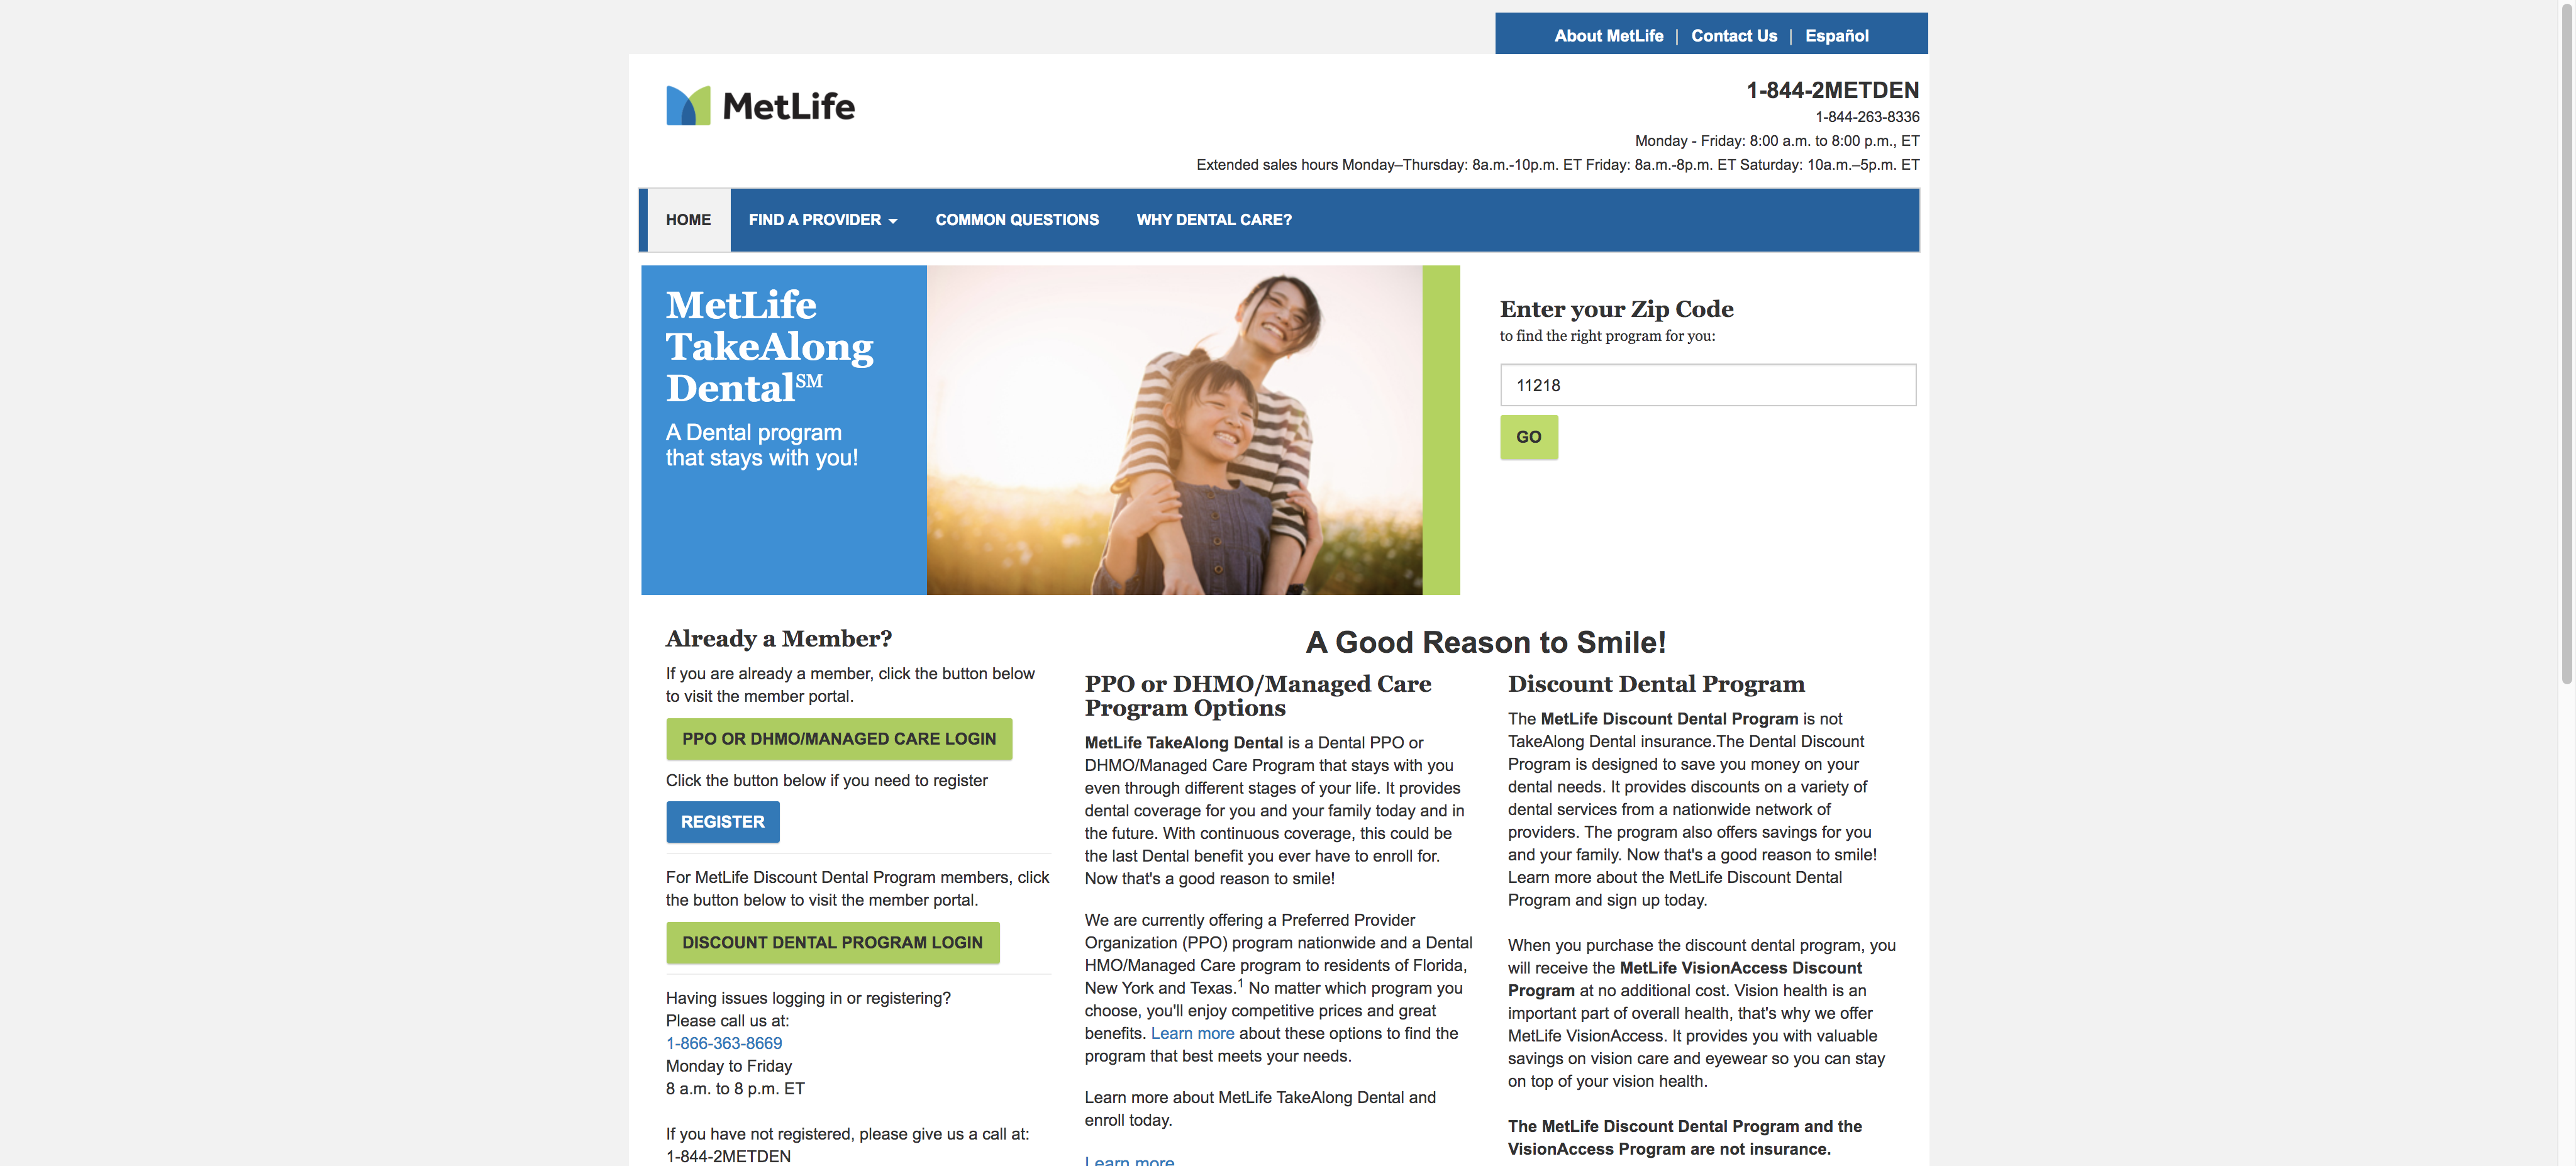 About MetLife | Contact Us | Español
MetLife
1-844-2METDEN
1-844-263-8336
Monday - Friday: 8:00 a.m. to 8:00 p.m., ET
Extended sales hours Monday–Thursday: 8a.m.-10p.m. ET Friday: 8a.m.-8p.m. ET Saturday: 10a.m.–5p.m. ET
HOME FIND A PROVIDER COMMON QUESTIONS WHY DENTAL CARE?
MetLife
TakeAlong
Dental℠
A Dental program
that stays with you!
Enter your Zip Code
to find the right program for you:
11218
GO
Already a Member?
If you are already a member, click the button below
to visit the member portal.
PPO OR DHMO/MANAGED CARE LOGIN
Click the button below if you need to register
REGISTER
For MetLife Discount Dental Program members, click
the button below to visit the member portal.
DISCOUNT DENTAL PROGRAM LOGIN
Having issues logging in or registering?
Please call us at:
1-866-363-8669
Monday to Friday
8 a.m. to 8 p.m. ET
If you have not registered, please give us a call at:
1-844-2METDEN
A Good Reason to Smile!
PPO or DHMO/Managed Care
Program Options
MetLife TakeAlong Dental is a Dental PPO or
DHMO/Managed Care Program that stays with you
even through different stages of your life. It provides
dental coverage for you and your family today and in
the future. With continuous coverage, this could be
the last Dental benefit you ever have to enroll for.
Now that's a good reason to smile!
We are currently offering a Preferred Provider
Organization (PPO) program nationwide and a Dental
HMO/Managed Care program to residents of Florida,
New York and Texas.¹ No matter which program you
choose, you'll enjoy competitive prices and great
benefits. Learn more about these options to find the
program that best meets your needs.
Learn more about MetLife TakeAlong Dental and
enroll today.
Learn more
Discount Dental Program
The MetLife Discount Dental Program is not
TakeAlong Dental insurance.The Dental Discount
Program is designed to save you money on your
dental needs. It provides discounts on a variety of
dental services from a nationwide network of
providers. The program also offers savings for you
and your family. Now that's a good reason to smile!
Learn more about the MetLife Discount Dental
Program and sign up today.
When you purchase the discount dental program, you
will receive the MetLife VisionAccess Discount
Program at no additional cost. Vision health is an
important part of overall health, that's why we offer
MetLife VisionAccess. It provides you with valuable
savings on vision care and eyewear so you can stay
on top of your vision health.
The MetLife Discount Dental Program and the
VisionAccess Program are not insurance.